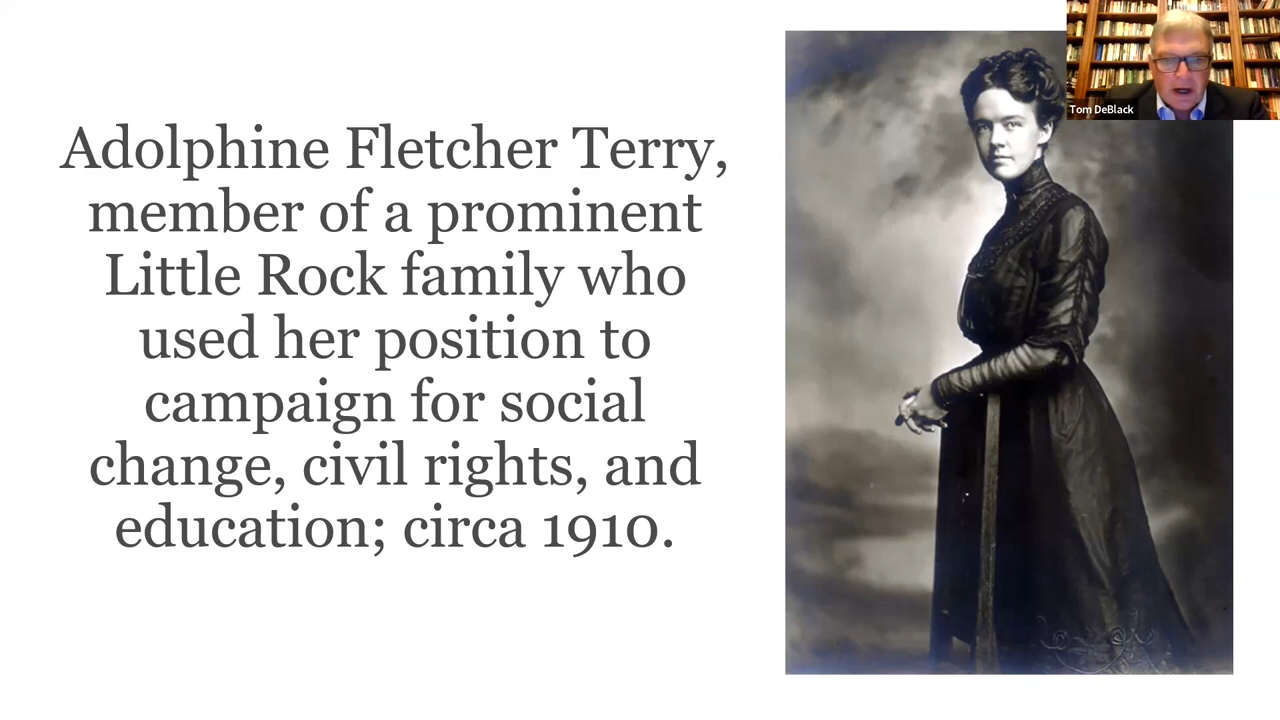 Adolphine Fletcher Terry,
member of a prominent
Little Rock family who
used her position to
campaign for social
change, civil rights, and
education; circa 1910.
Tom DeBlack